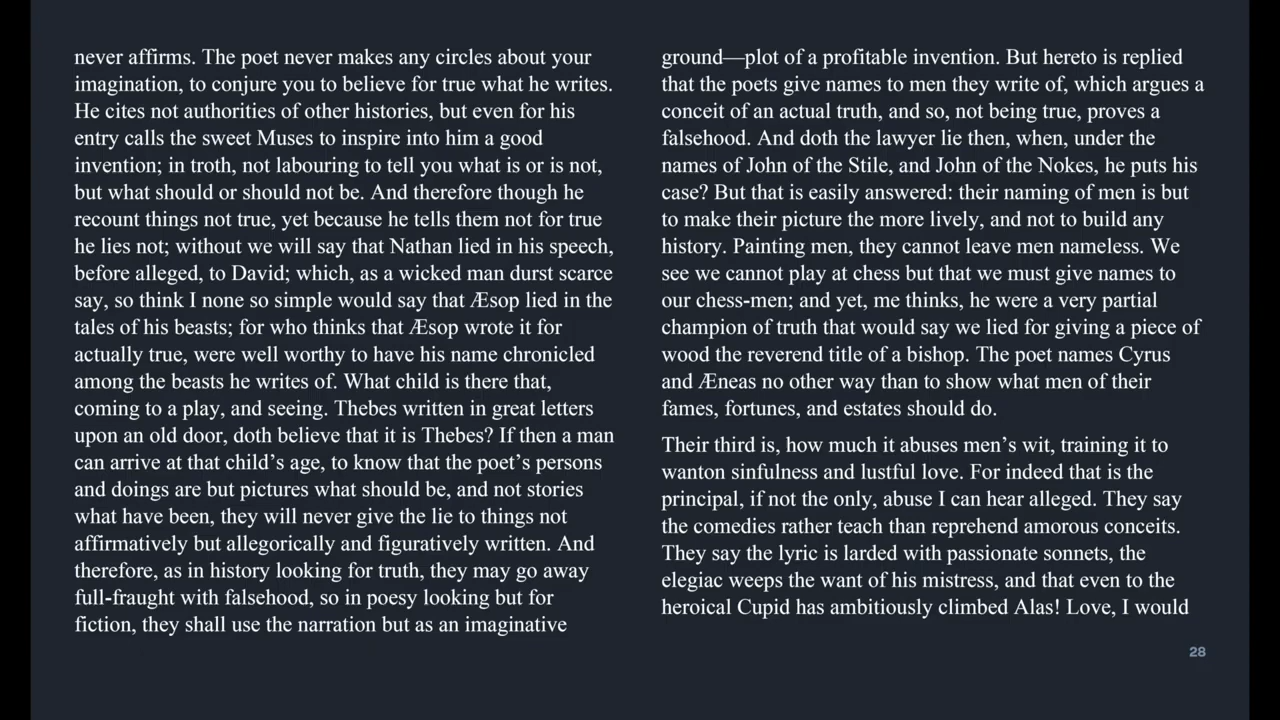 never affirms. The poet never makes any circles about your
imagination, to conjure you to believe for true what he writes.
He cites not authorities of other histories, but even for his
entry calls the sweet Muses to inspire into him a good
invention; in troth, not labouring to tell you what is or is not,
but what should or should not be. And therefore though he
recount things not true, yet because he tells them not for true
he lies not; without we will say that Nathan lied in his speech,
before alleged, to David; which, as a wicked man durst scarce
say, so think I none so simple would say that Æsop lied in the
tales of his beasts; for who thinks that Æsop wrote it for
actually true, were well worthy to have his name chronicled
among the beasts he writes of. What child is there that,
coming to a play, and seeing. Thebes written in great letters
upon an old door, doth believe that it is Thebes? If then a man
can arrive at that child’s age, to know that the poet’s persons
and doings are but pictures what should be, and not stories
what have been, they will never give the lie to things not
affirmatively but allegorically and figuratively written. And
therefore, as in history looking for truth, they may go away
full-fraught with falsehood, so in poesy looking but for
fiction, they shall use the narration but as an imaginative
ground—plot of a profitable invention. But hereto is replied
that the poets give names to men they write of, which argues a
conceit of an actual truth, and so, not being true, proves a
falsehood. And doth the lawyer lie then, when, under the
names of John of the Stile, and John of the Nokes, he puts his
case? But that is easily answered: their naming of men is but
to make their picture the more lively, and not to build any
history. Painting men, they cannot leave men nameless. We
see we cannot play at chess but that we must give names to
our chess-men; and yet, me thinks, he were a very partial
champion of truth that would say we lied for giving a piece of
wood the reverend title of a bishop. The poet names Cyrus
and Æneas no other way than to show what men of their
fames, fortunes, and estates should do.
Their third is, how much it abuses men’s wit, training it to
wanton sinfulness and lustful love. For indeed that is the
principal, if not the only, abuse I can hear alleged. They say
the comedies rather teach than reprehend amorous conceits.
They say the lyric is larded with passionate sonnets, the
elegiac weeps the want of his mistress, and that even to the
heroical Cupid has ambitiously climbed Alas! Love, I would
28